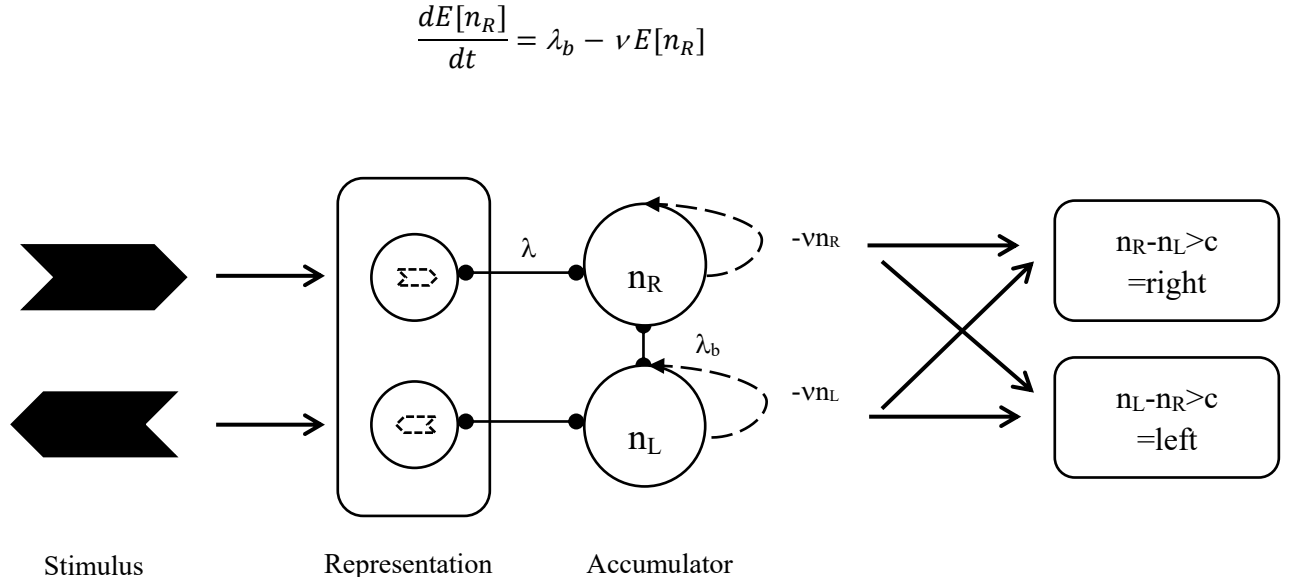 dE[n_R]/dt = λ_b − νE[n_R]
λ
n_R
-νn_R
n_R-n_L>c
=right
λ_b
n_L
-νn_L
n_L-n_R>c
=left
Stimulus
Representation
Accumulator